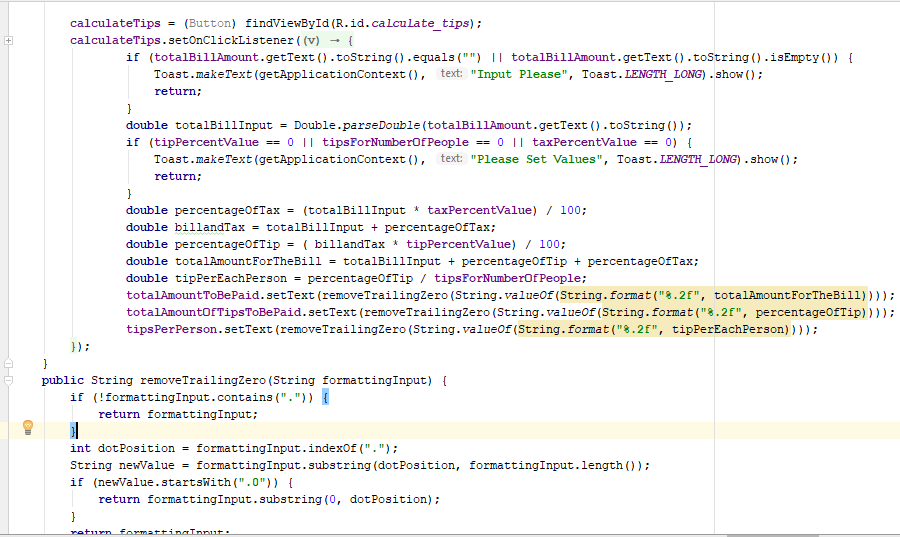 calculateTips = (Button) findViewById(R.id.calculate_tips);
calculateTips.setOnClickListener((v) → {
if (totalBillAmount.getText().toString().equals("") || totalBillAmount.getText().toString().isEmpty()) {
Toast.makeText(getApplicationContext(), text: "Input Please", Toast.LENGTH_LONG).show();
return;
}
double totalBillInput = Double.parseDouble(totalBillAmount.getText().toString());
if (tipPercentValue == 0 || tipsForNumberOfPeople == 0 || taxPercentValue == 0) {
Toast.makeText(getApplicationContext(), text: "Please Set Values", Toast.LENGTH_LONG).show();
return;
}
double percentageOfTax = (totalBillInput * taxPercentValue) / 100;
double billandTax = totalBillInput + percentageOfTax;
double percentageOfTip = ( billandTax * tipPercentValue) / 100;
double totalAmountForTheBill = totalBillInput + percentageOfTip + percentageOfTax;
double tipPerEachPerson = percentageOfTip / tipsForNumberOfPeople;
totalAmountToBePaid.setText(removeTrailingZero(String.valueOf(String.format("%.2f", totalAmountForTheBill))));
totalAmountOfTipsToBePaid.setText(removeTrailingZero(String.valueOf(String.format("%.2f", percentageOfTip))));
tipsPerPerson.setText(removeTrailingZero(String.valueOf(String.format("%.2f", tipPerEachPerson))));
});
}
public String removeTrailingZero(String formattingInput) {
if (!formattingInput.contains(".")) {
return formattingInput;
}
int dotPosition = formattingInput.indexOf(".");
String newValue = formattingInput.substring(dotPosition, formattingInput.length());
if (newValue.startsWith(".0")) {
return formattingInput.substring(0, dotPosition);
}
return formattingInput;